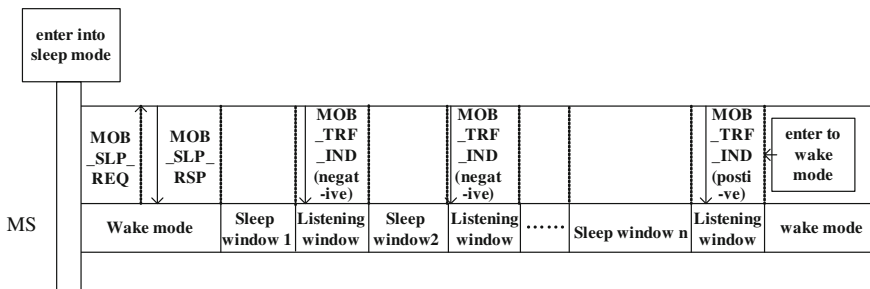 enter into
sleep mode
MOB
_SLP_
REQ
MOB
_SLP_
RSP
MOB
_TRF
_IND
(negat
-ive)
MOB
_TRF
_IND
(negat
-ive)
MOB
_TRF
_IND
(posti
-ve)
enter to
wake
mode
MS
Wake mode
Sleep
window 1
Listening
window
Sleep
window2
Listening
window
......
Sleep window n
Listening
window
wake mode